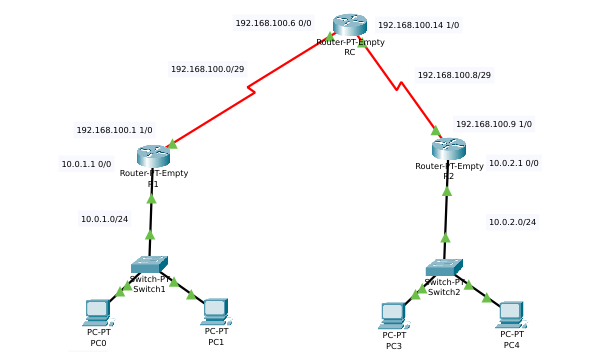 192.168.100.6 0/0
192.168.100.14 1/0
Router-PT-Empty
RC
192.168.100.0/29
192.168.100.8/29
192.168.100.1 1/0
192.168.100.9 1/0
10.0.1.1 0/0
Router-PT-Empty
R1
Router-PT-Empty
R2
10.0.2.1 0/0
10.0.1.0/24
10.0.2.0/24
Switch-PT
Switch1
Switch-PT
Switch2
PC-PT
PC0
PC-PT
PC1
PC-PT
PC3
PC-PT
PC4